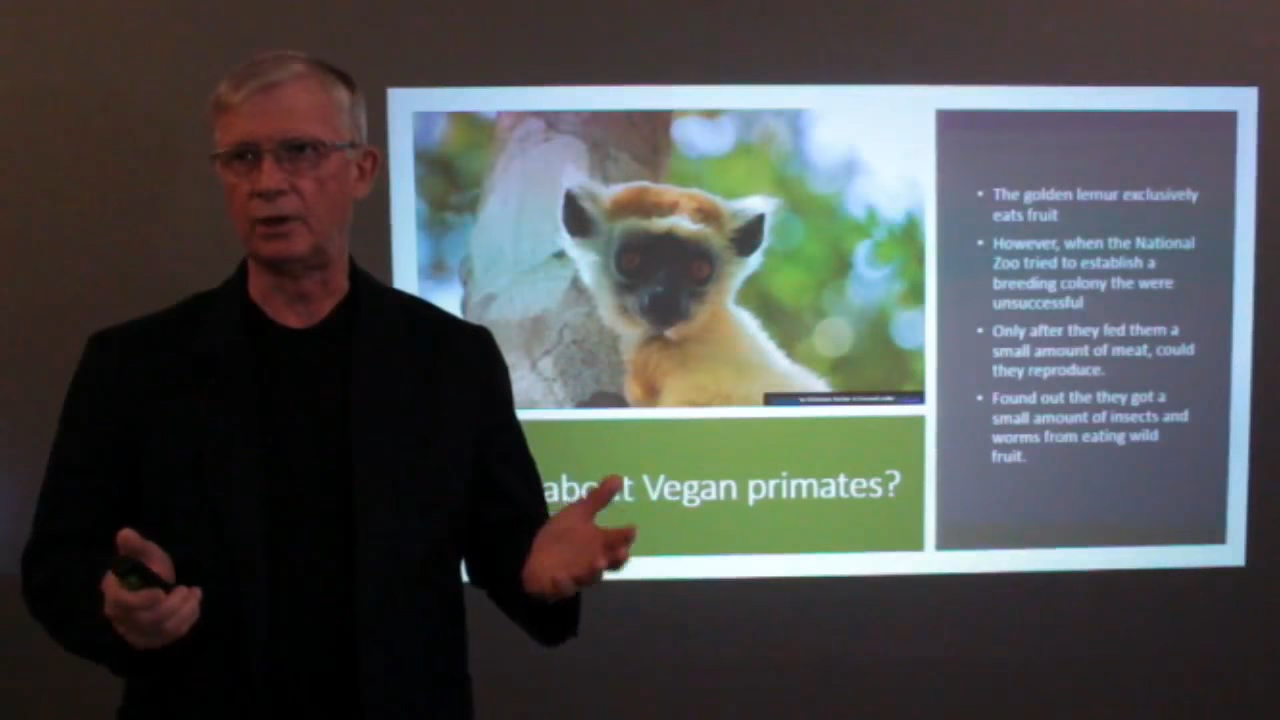 about Vegan primates?
• The golden lemur exclusively
eats fruit
• However, when the National
Zoo tried to establish a
breeding colony the were
unsuccessful
• Only after they fed them a
small amount of meat, could
they reproduce.
• Found out the they got a
small amount of insects and
worms from eating wild
fruit.